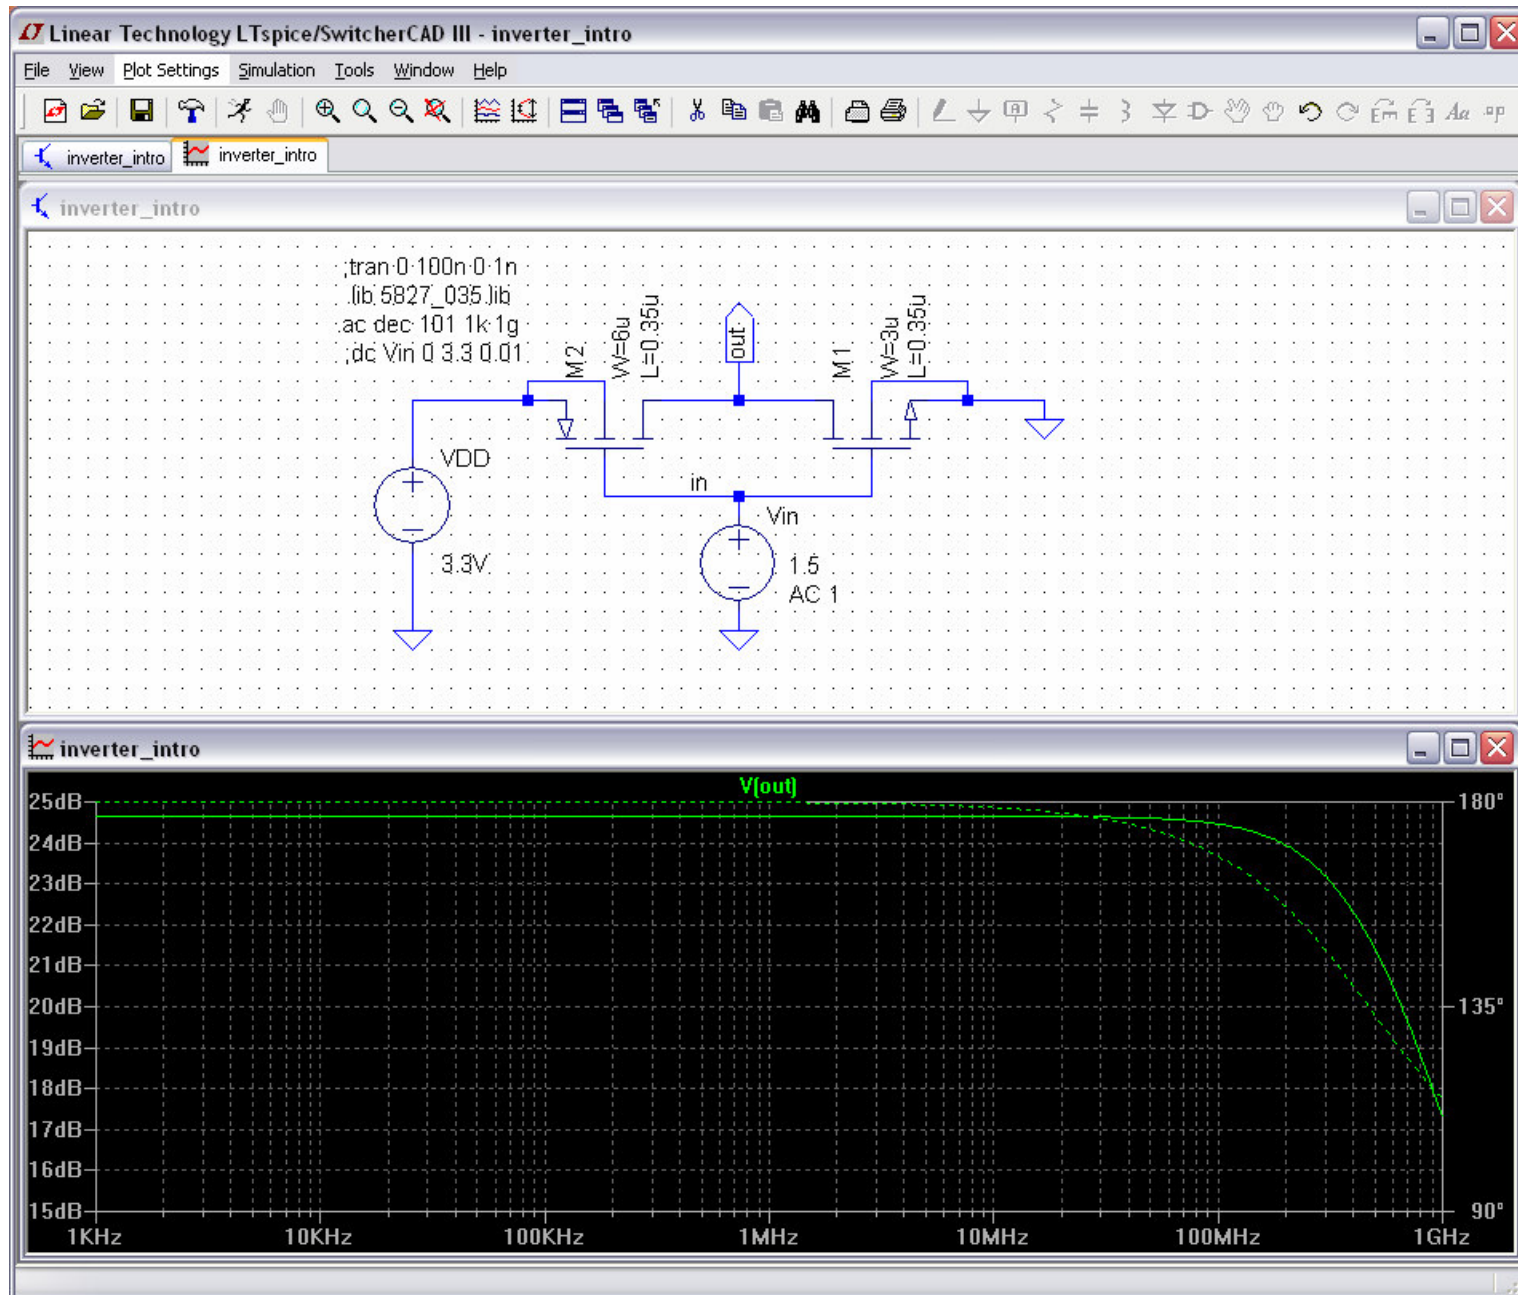 Linear Technology LTspice/SwitcherCAD III - inverter_intro
File View Plot Settings Simulation Tools Window Help
inverter_intro inverter_intro
inverter_intro
;tran 0 100n 0 1n
.lib 5827_035.lib
.ac dec 101 1k 1g
;dc Vin 0 3.3 0.01
M2
W=6u
L=0.35u
out
M1
W=3u
L=0.35u
VDD
3.3V
in
Vin
1.5
AC 1
inverter_intro
V(out)
25dB 180°
24dB
23dB
22dB
21dB
20dB 135°
19dB
18dB
17dB
16dB
15dB 90°
1KHz 10KHz 100KHz 1MHz 10MHz 100MHz 1GHz